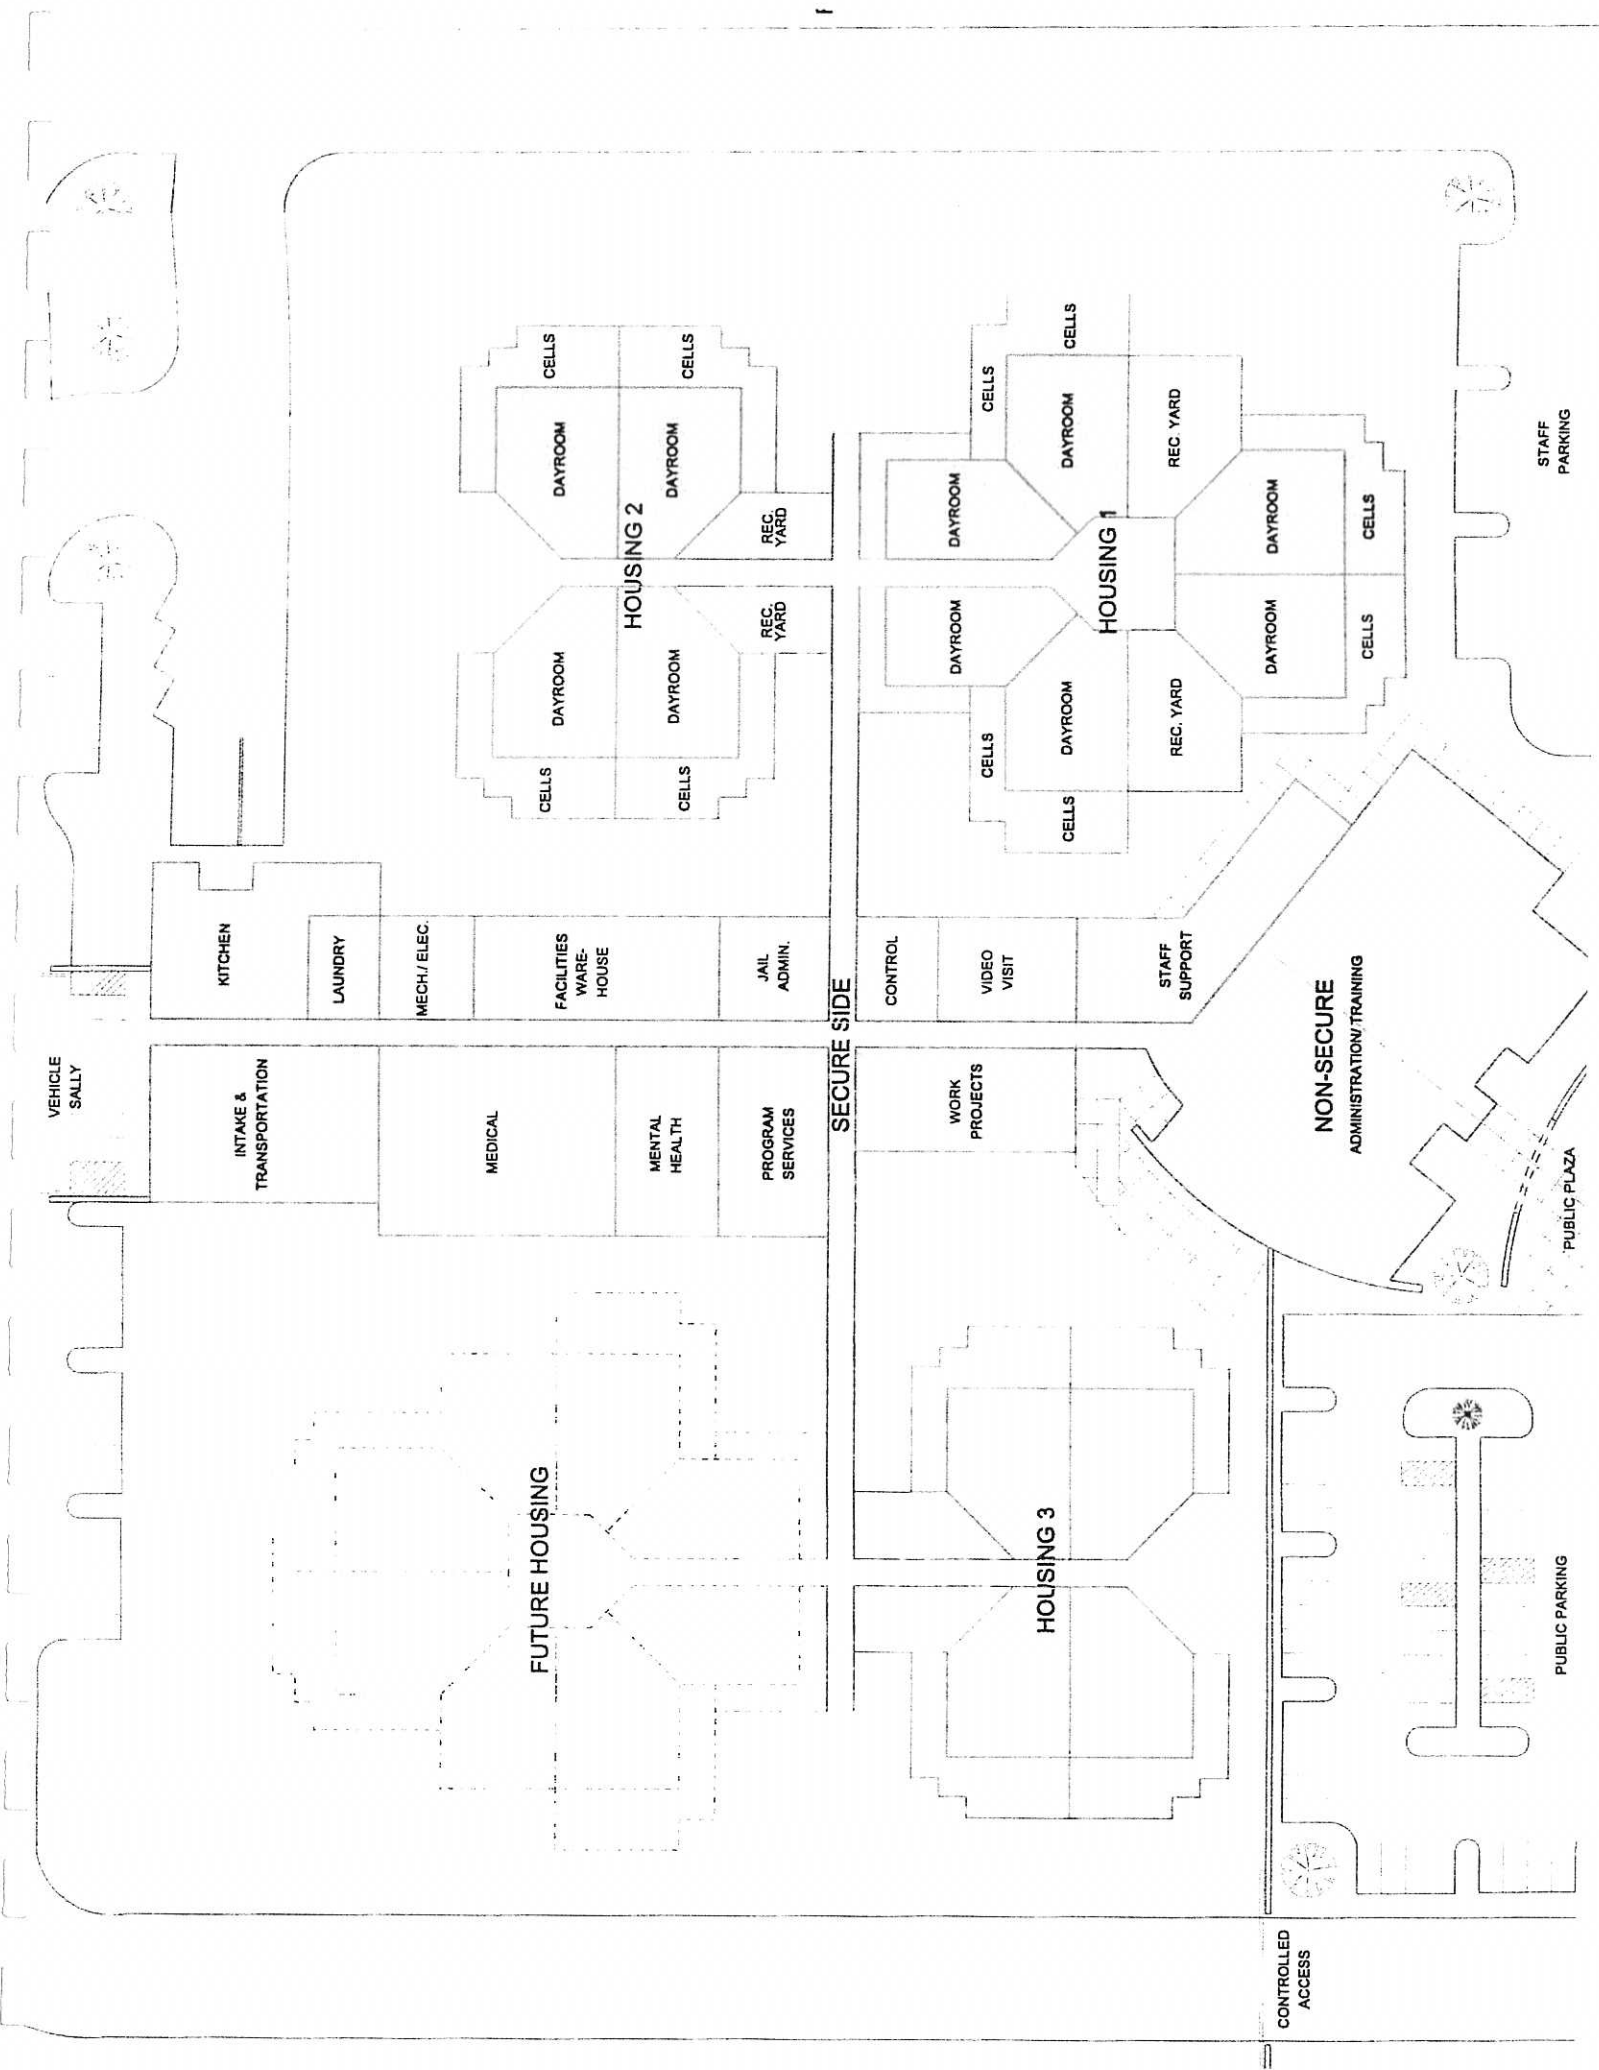 VEHICLE
SALLY
INTAKE &
TRANSPORTATION
KITCHEN
LAUNDRY
MECH./ ELEC.
MEDICAL
FACILITIES
WARE-
HOUSE
MENTAL
HEALTH
PROGRAM
SERVICES
JAIL
ADMIN.
FUTURE HOUSING
CELLS
DAYROOM
DAYROOM
CELLS
HOUSING 2
CELLS
DAYROOM
DAYROOM
CELLS
REC.
YARD
REC.
YARD
SECURE SIDE
CONTROL
WORK
PROJECTS
VIDEO
VISIT
STAFF
SUPPORT
DAYROOM
DAYROOM
CELLS
CELLS
CELLS
DAYROOM
DAYROOM
CELLS
HOUSING 1
REC. YARD
REC. YARD
DAYROOM
DAYROOM
CELLS
CELLS
HOUSING 3
CONTROLLED
ACCESS
NON-SECURE
ADMINISTRATION/TRAINING
STAFF
PARKING
PUBLIC PARKING
PUBLIC PLAZA